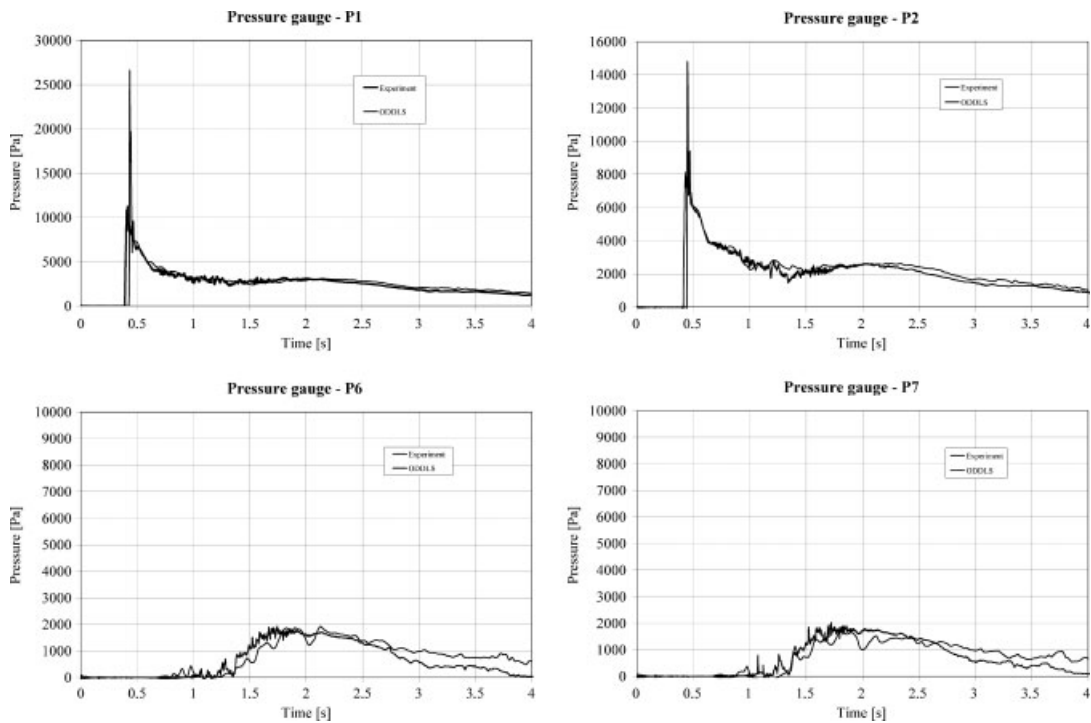 Pressure gauge - P1
30000
25000
20000
15000
10000
5000
0
Pressure [Pa]
Experiment
ODDLS
0 0.5 1 1.5 2 2.5 3 3.5 4
Time [s]
Pressure gauge - P2
16000
14000
12000
10000
8000
6000
4000
2000
0
Pressure [Pa]
Experiment
ODDLS
0 0.5 1 1.5 2 2.5 3 3.5 4
Time [s]
Pressure gauge - P6
10000
9000
8000
7000
6000
5000
4000
3000
2000
1000
0
Pressure [Pa]
Experiment
ODDLS
0 0.5 1 1.5 2 2.5 3 3.5 4
Time [s]
Pressure gauge - P7
10000
9000
8000
7000
6000
5000
4000
3000
2000
1000
0
Pressure [Pa]
Experiment
ODDLS
0 0.5 1 1.5 2 2.5 3 3.5 4
Time [s]